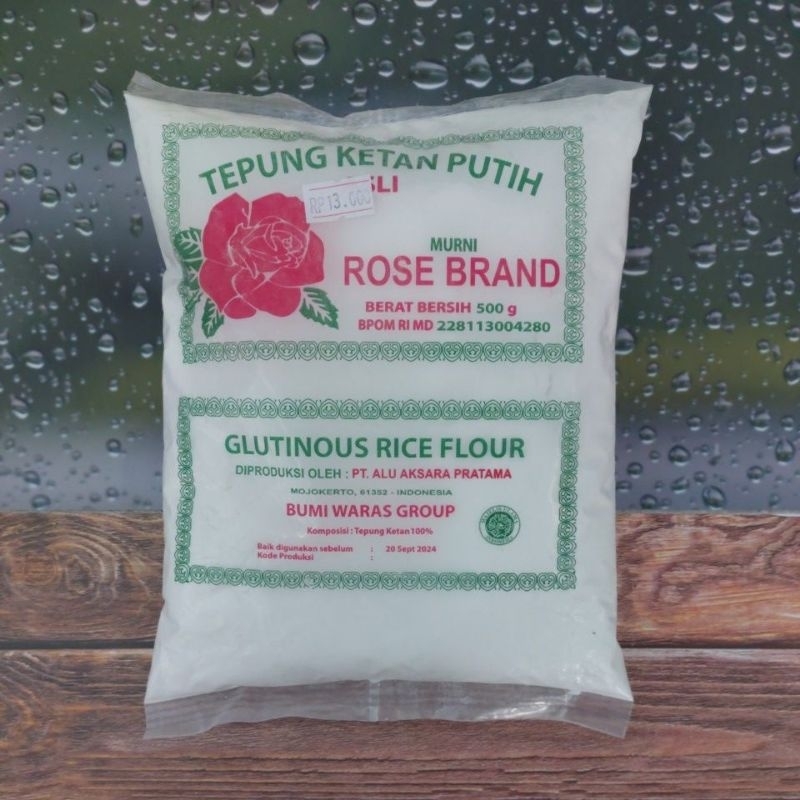 TEPUNG KETAN PUTIH
RP13.000
MURNI
ROSE BRAND
BERAT BERSIH 500 g
BPOM RI MD 228113004280
GLUTINOUS RICE FLOUR
DIPRODUKSI OLEH : PT. ALU AKSARA PRATAMA
MOJOKERTO, 61352 - INDONESIA
BUMI WARAS GROUP
Komposisi : Tepung Ketan 100%
Baik digunakan sebelum : 20 Sept 2024
Kode Produksi :